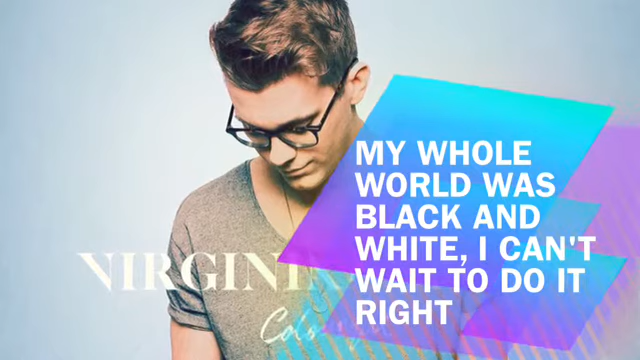 MY WHOLE
WORLD WAS
BLACK AND
WHITE, I CAN'T
WAIT TO DO IT
RIGHT